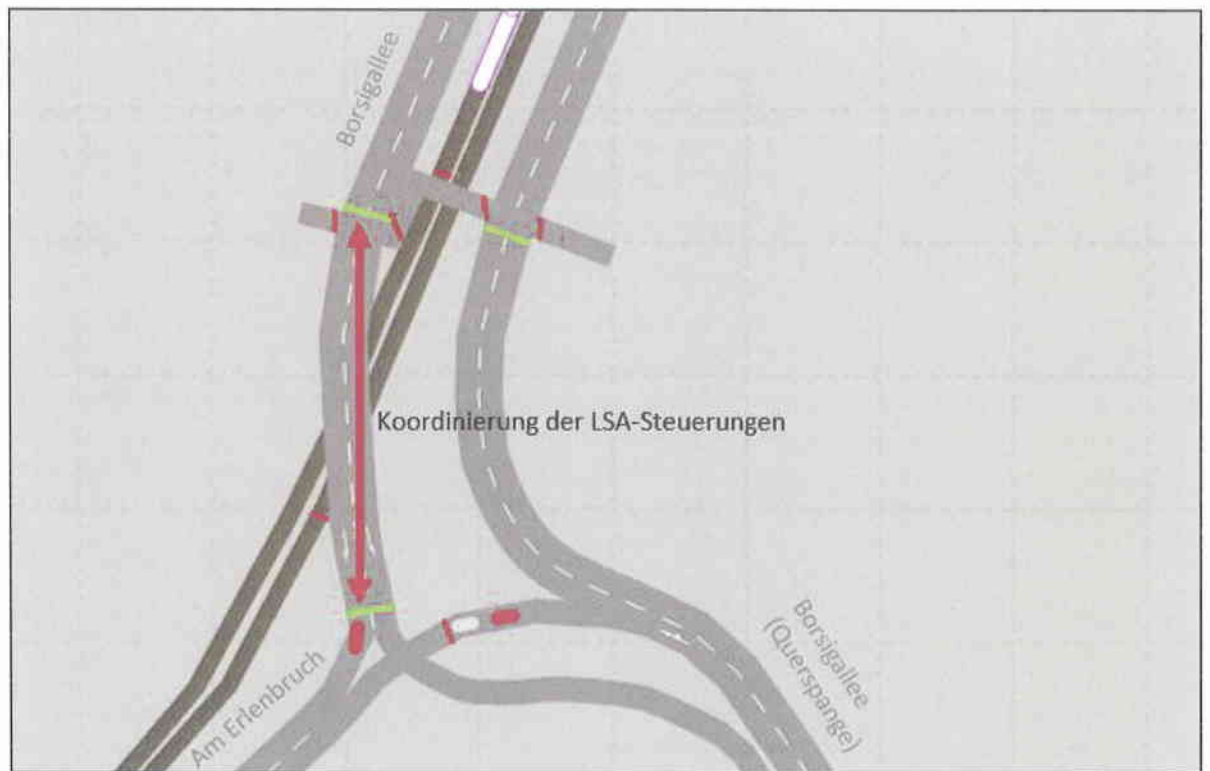 Borsigallee
Koordinierung der LSA-Steuerungen
Am Erlenbruch
Borsigallee
(Querspange)